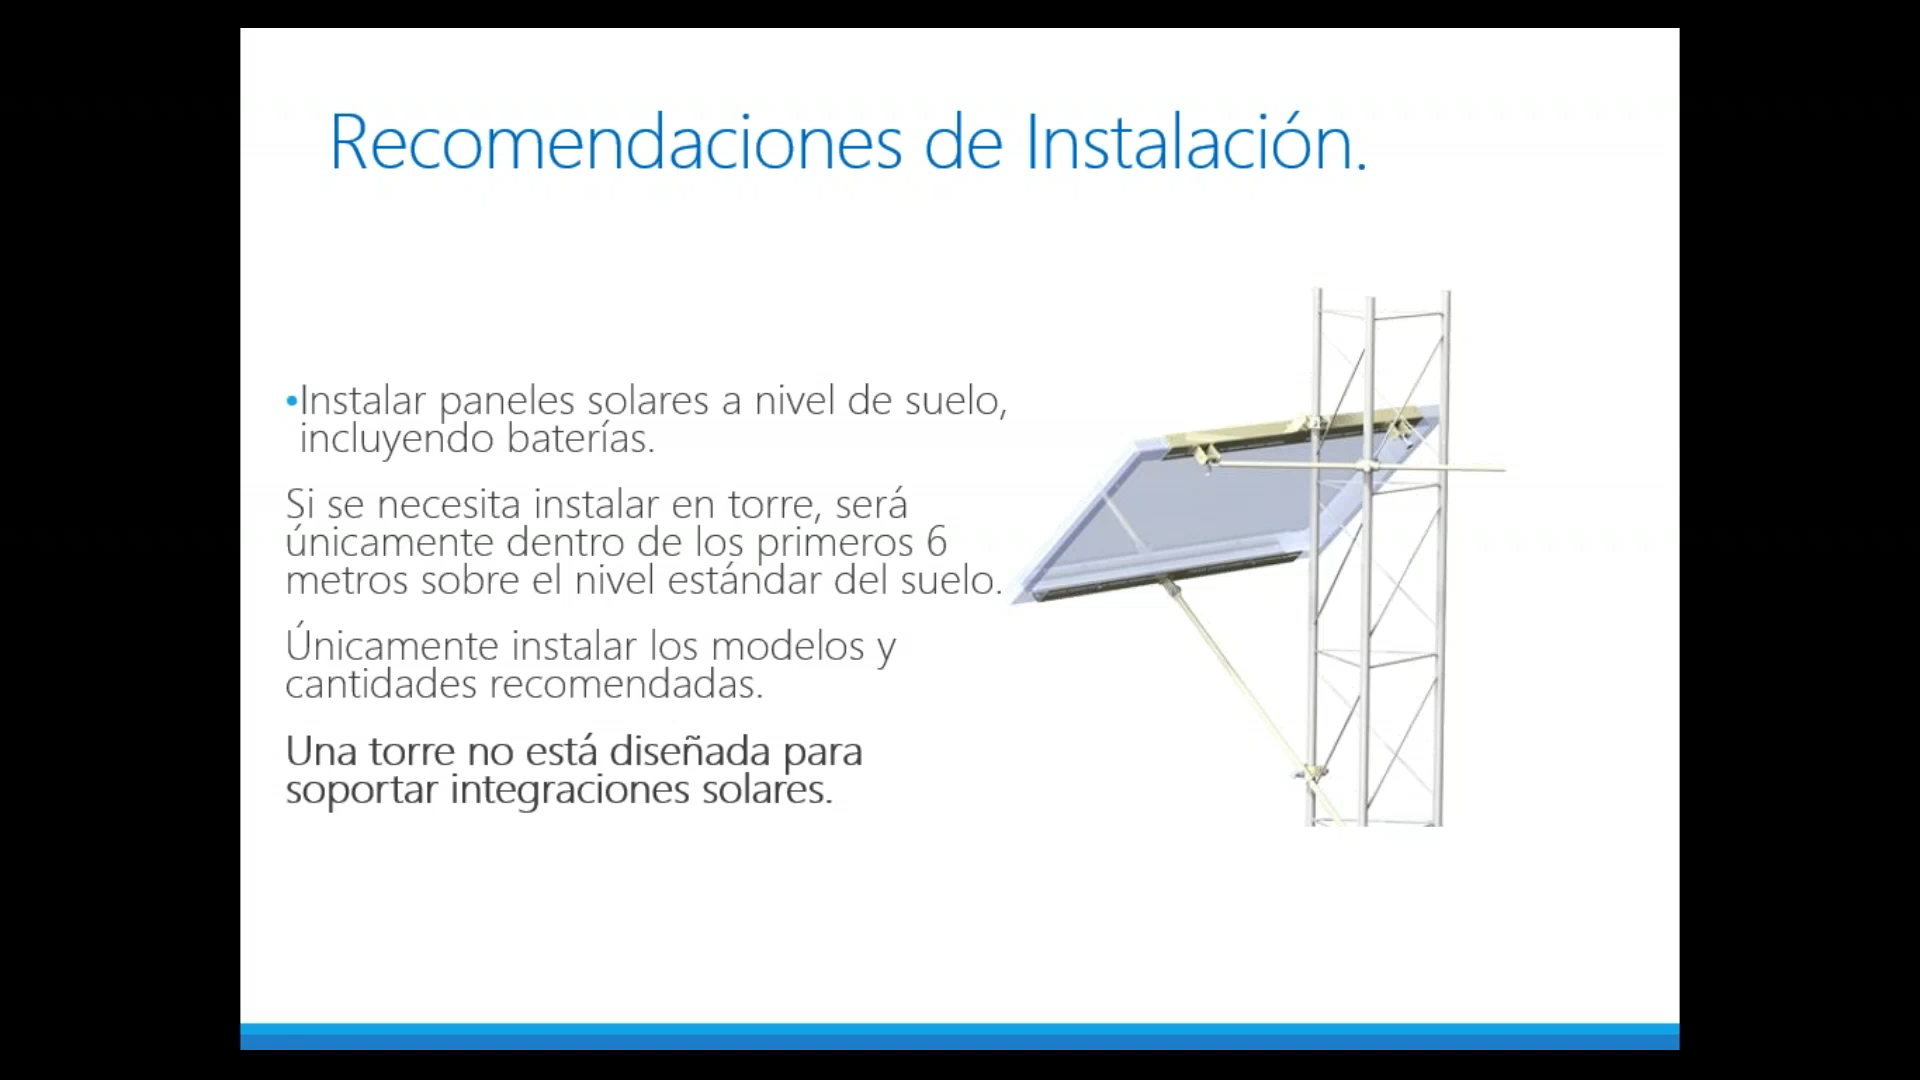 Recomendaciones de Instalación.
•Instalar paneles solares a nivel de suelo,
incluyendo baterías.
Si se necesita instalar en torre, será
únicamente dentro de los primeros 6
metros sobre el nivel estándar del suelo.
Únicamente instalar los modelos y
cantidades recomendadas.
Una torre no está diseñada para
soportar integraciones solares.